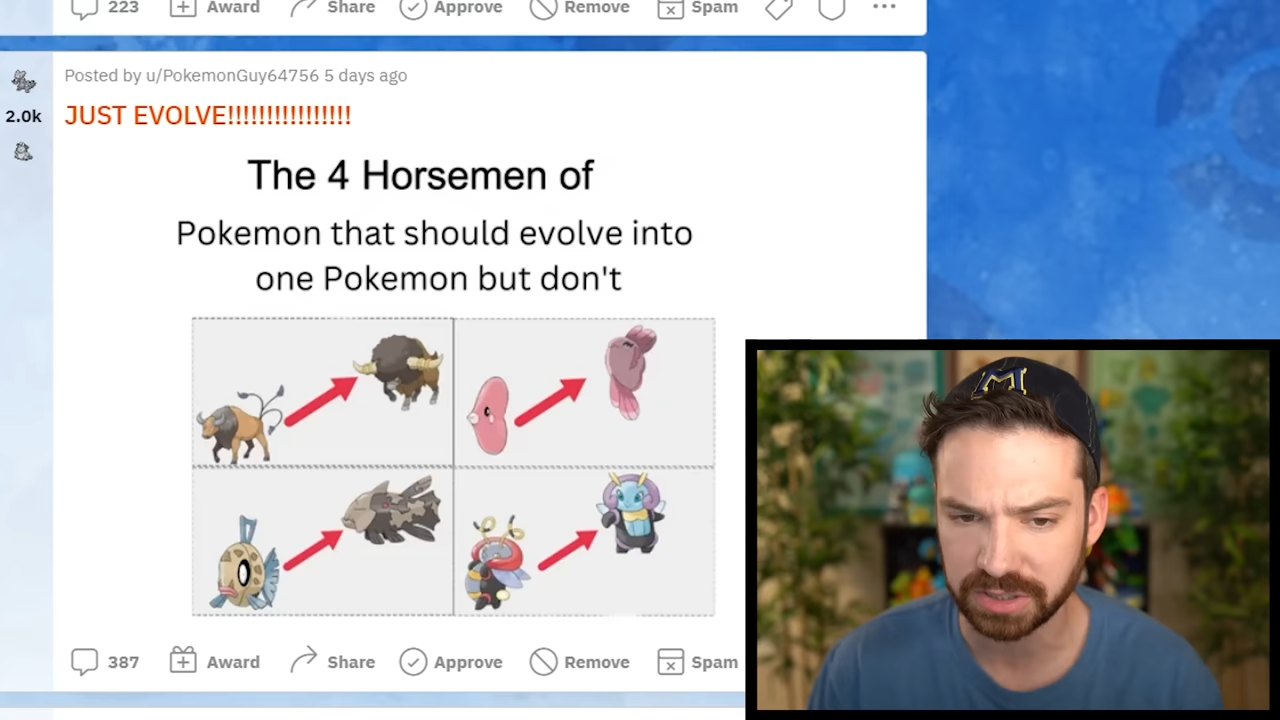 223 Award Share Approve Remove Spam
Posted by u/PokemonGuy64756 5 days ago
2.0k
JUST EVOLVE!!!!!!!!!!!!!!!!!
The 4 Horsemen of
Pokemon that should evolve into
one Pokemon but don't
M
387 Award Share Approve Remove Spam